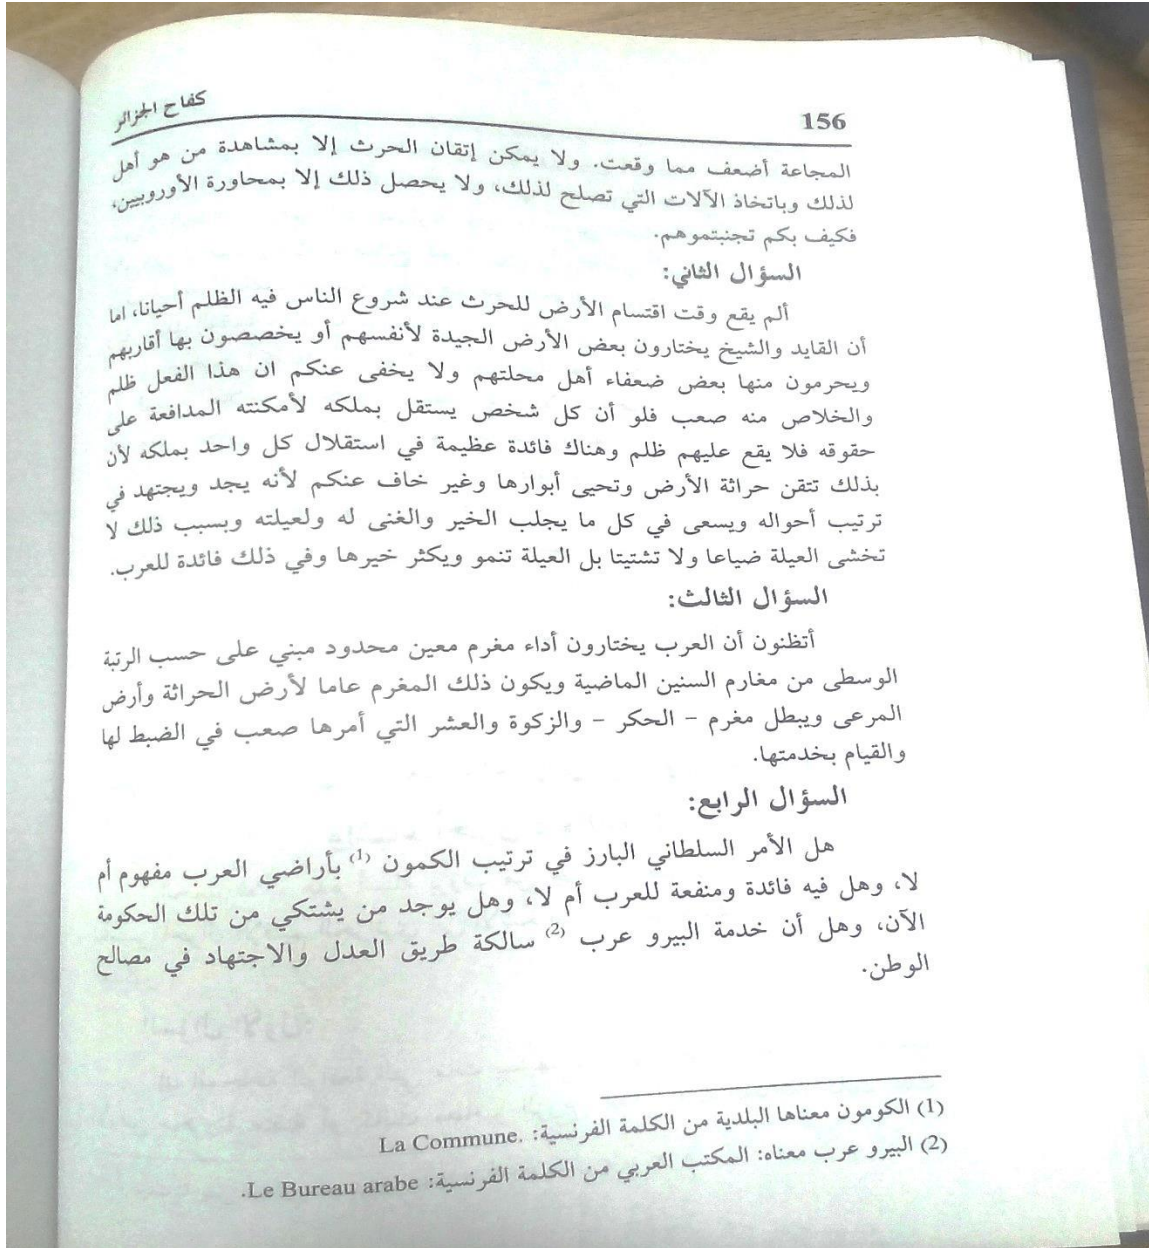 156
كفاح الجزائر
المجاعة أضعف مما وقعت. ولا يمكن إتقان الحرث إلا بمشاهدة من هو أهل
لذلك وباتخاذ الآلات التي تصلح لذلك، ولا يحصل ذلك إلا بمحاورة الأوروبيين،
فكيف بكم تجنبتموهم.
السؤال الثاني:
ألم يقع وقت اقتسام الأرض للحرث عند شروع الناس فيه الظلم أحيانا، اما
أن القايد والشيخ يختارون بعض الأرض الجيدة لأنفسهم أو يخصصون بها أقاربهم
ويحرمون منها بعض ضعفاء أهل محلتهم ولا يخفى عنكم ان هذا الفعل ظلم
والخلاص منه صعب فلو أن كل شخص يستقل بملكه لأمكنته المدافعة على
حقوقه فلا يقع عليهم ظلم وهناك فائدة عظيمة في استقلال كل واحد بملكه لأن
بذلك تتقن حراثة الأرض وتحيى أبوارها وغير خاف عنكم لأنه يجد ويجتهد في
ترتيب أحواله ويسعى في كل ما يجلب الخير والغنى له ولعيلته وبسبب ذلك لا
تخشى العيلة ضياعا ولا تشتيتا بل العيلة تنمو ويكثر خيرها وفي ذلك فائدة للعرب.
السؤال الثالث:
أتظنون أن العرب يختارون أداء مغرم معين محدود مبني على حسب الرتبة
الوسطى من مغارم السنين الماضية ويكون ذلك المغرم عاما لأرض الحراثة وأرض
المرعى ويبطل مغرم - الحكر - والزكوة والعشر التي أمرها صعب في الضبط لها
والقيام بخدمتها.
السؤال الرابع:
هل الأمر السلطاني البارز في ترتيب الكمون (1) بأراضي العرب مفهوم أم
لا، وهل فيه فائدة ومنفعة للعرب أم لا، وهل يوجد من يشتكي من تلك الحكومة
الآن، وهل أن خدمة البيرو عرب (2) سالكة طريق العدل والاجتهاد في مصالح
الوطن.
(1) الكومون معناها البلدية من الكلمة الفرنسية: La Commune.
(2) البيرو عرب معناه: المكتب العربي من الكلمة الفرنسية: Le Bureau arabe.